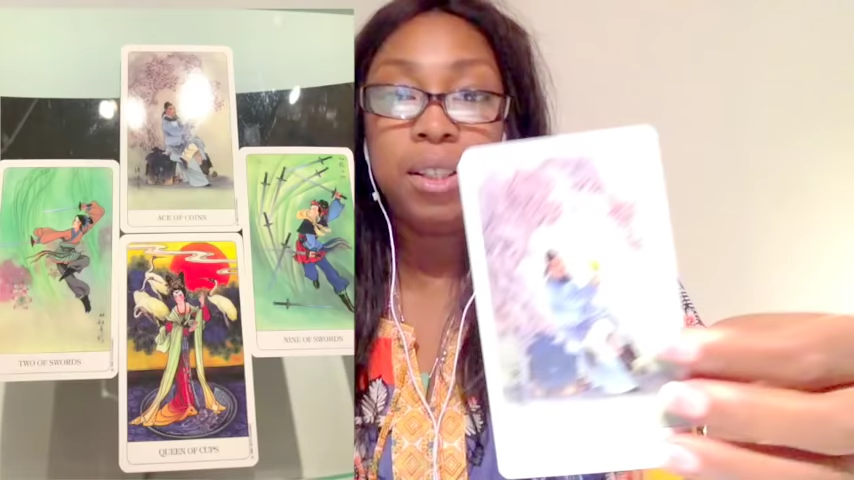 ACE OF COINS
TWO OF SWORDS
NINE OF SWORDS
QUEEN OF CUPS